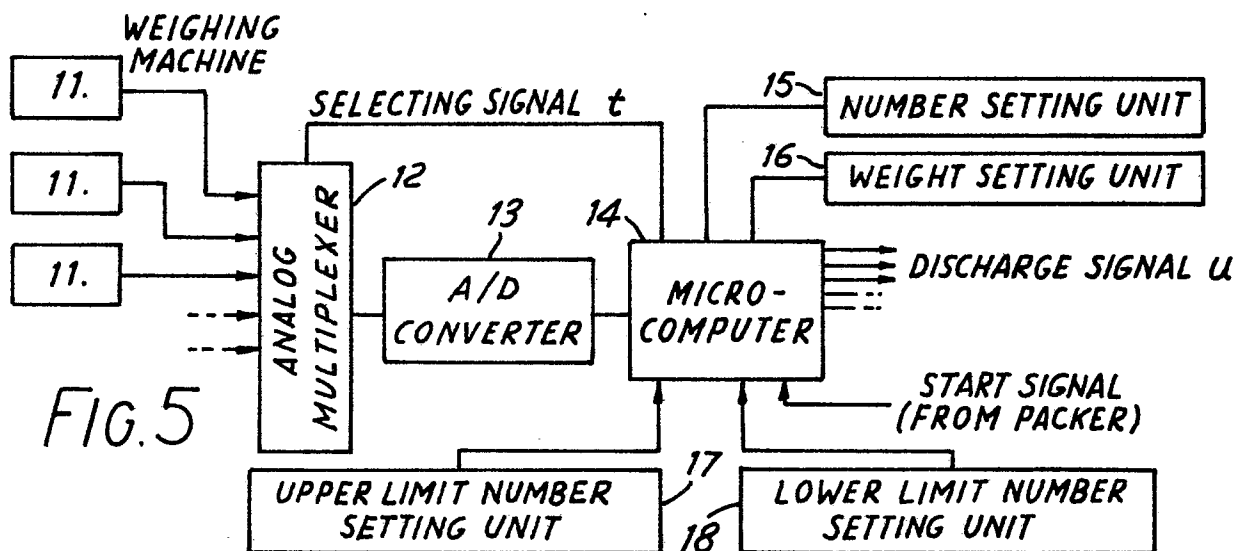 WEIGHING
MACHINE
11.
11.
11.
SELECTING SIGNAL t
12
ANALOG
MULTIPLEXER
13
A/D
CONVERTER
14
MICRO-
COMPUTER
15
NUMBER SETTING UNIT
16
WEIGHT SETTING UNIT
DISCHARGE SIGNAL u
START SIGNAL
(FROM PACKER)
FIG. 5
UPPER LIMIT NUMBER
SETTING UNIT
17
18
LOWER LIMIT NUMBER
SETTING UNIT